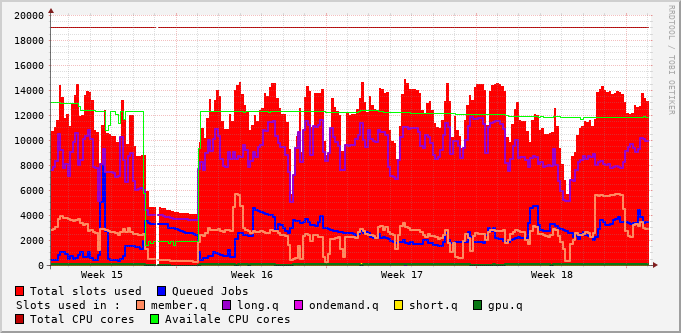 20000
18000
16000
14000
12000
10000
8000
6000
4000
2000
0
Week 15 Week 16 Week 17 Week 18
Total slots used Queued Jobs
Slots used in : member.q long.q ondemand.q short.q gpu.q
Total CPU cores Availale CPU cores
RRDTOOL / TOBI OETIKER